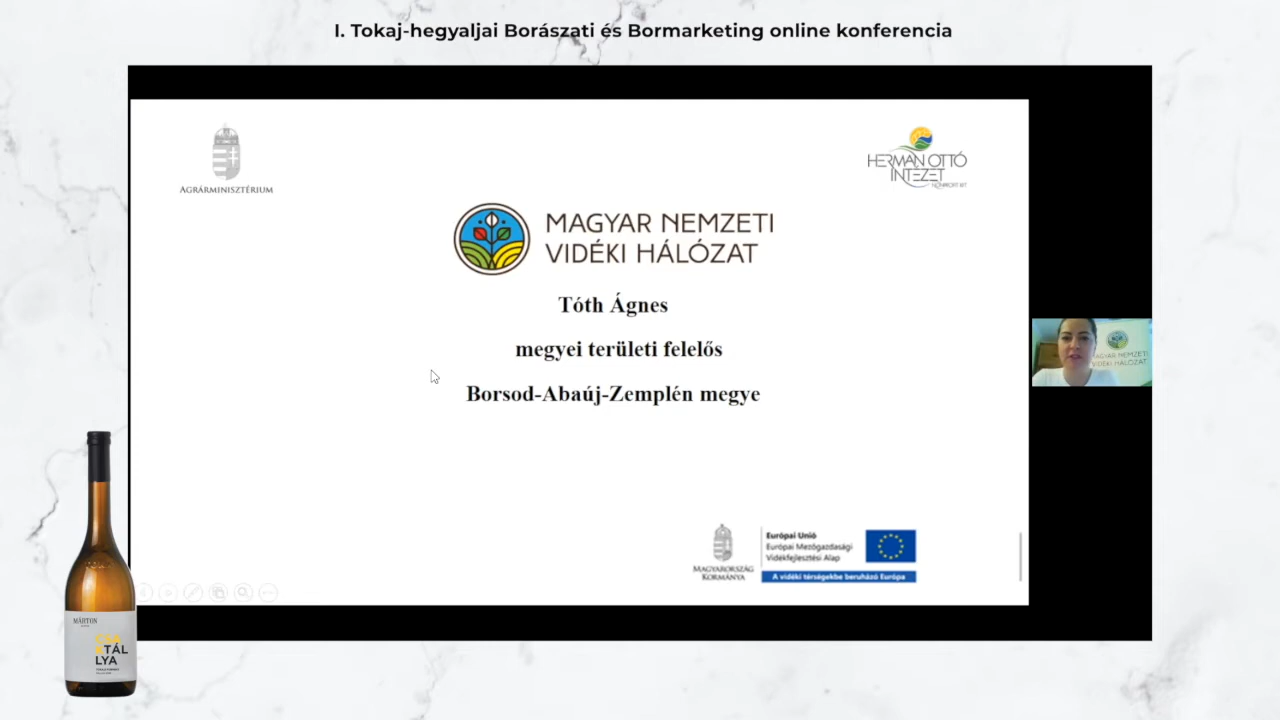 I. Tokaj-hegyaljai Borászati és Bormarketing online konferencia
AGRÁRMINISZTÉRIUM
HERMAN OTTÓ
INTÉZET
NONPROFIT KFT
MAGYAR NEMZETI
VIDÉKI HÁLÓZAT
Tóth Ágnes
megyei területi felelős
Borsod-Abaúj-Zemplén megye
MAGYAR NEMZETI
VIDÉKI HÁLÓZAT
MAGYARORSZÁG
KORMÁNYA
Európai Unió
Európai Mezőgazdasági
Vidékfejlesztési Alap
A vidéki térségekbe beruházó Európa
MÁRTON
TÁL
LYA